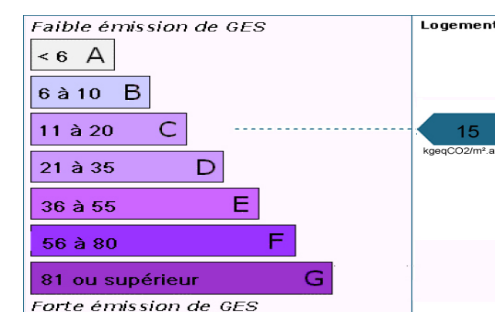 Faible émission de GES
Logement
< 6 A
6 à 10 B
11 à 20 C
15
kgeqCO2/m².a
21 à 35 D
36 à 55 E
56 à 80 F
81 ou supérieur G
Forte émission de GES